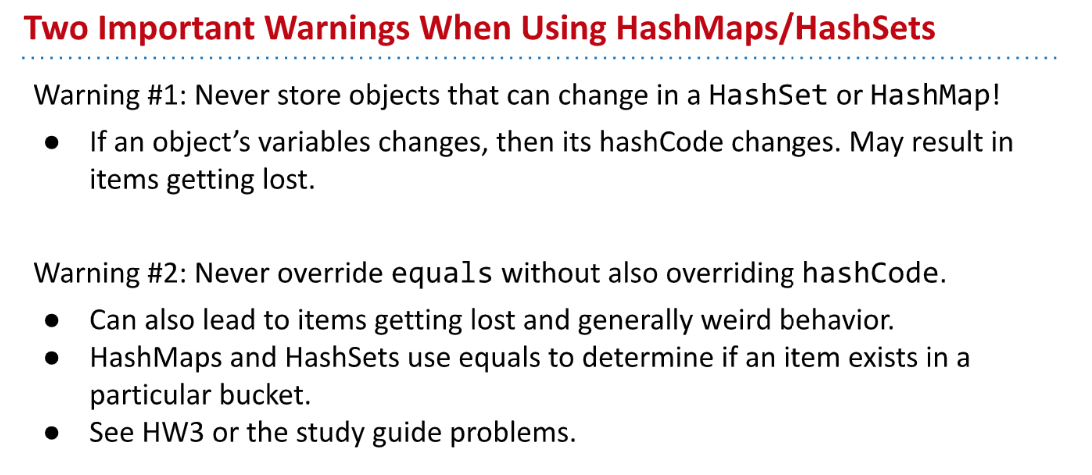 Two Important Warnings When Using HashMaps/HashSets
Warning #1: Never store objects that can change in a HashSet or HashMap!
● If an object’s variables changes, then its hashCode changes. May result in
items getting lost.
Warning #2: Never override equals without also overriding hashCode.
● Can also lead to items getting lost and generally weird behavior.
● HashMaps and HashSets use equals to determine if an item exists in a
particular bucket.
● See HW3 or the study guide problems.